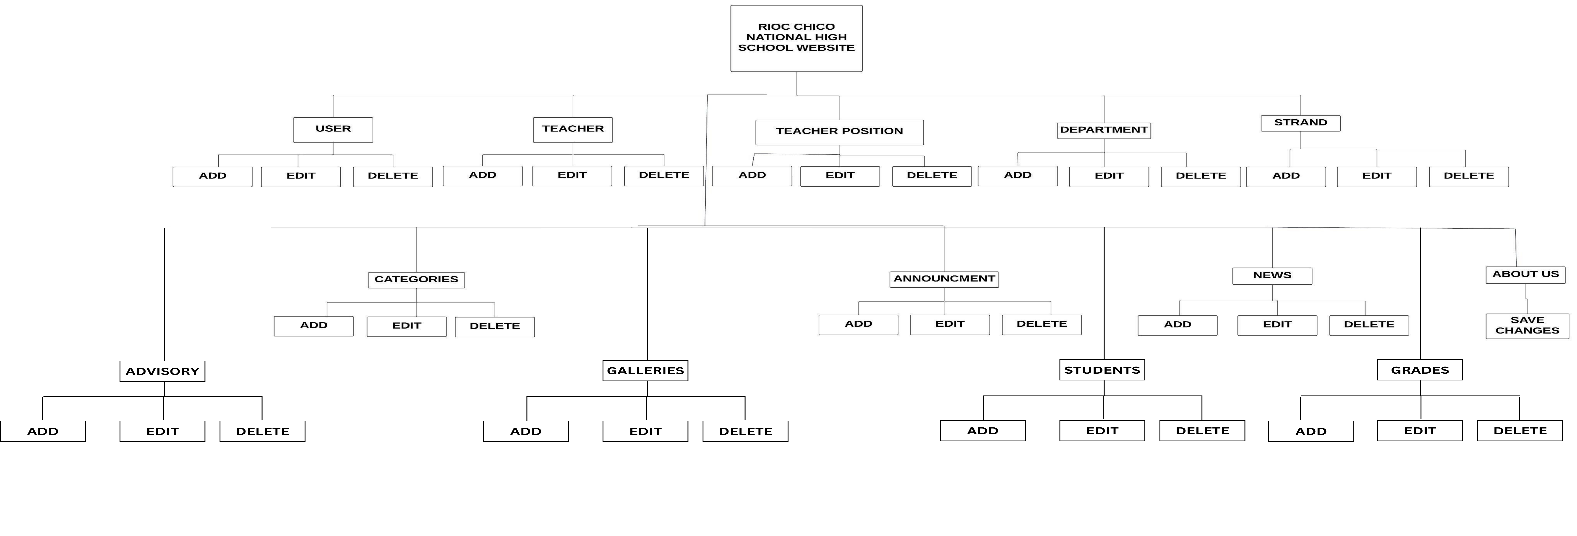 RIOC CHICO
NATIONAL HIGH
SCHOOL WEBSITE
USER
TEACHER
TEACHER POSITION
DEPARTMENT
STRAND
ADD
EDIT
DELETE
ADD
EDIT
DELETE
ADD
EDIT
DELETE
ADD
EDIT
DELETE
ADD
EDIT
DELETE
CATEGORIES
ANNOUNCMENT
NEWS
ABOUT US
ADD
EDIT
DELETE
ADD
EDIT
DELETE
ADD
EDIT
DELETE
SAVE
CHANGES
ADVISORY
GALLERIES
STUDENTS
GRADES
ADD
EDIT
DELETE
ADD
EDIT
DELETE
ADD
EDIT
DELETE
ADD
EDIT
DELETE